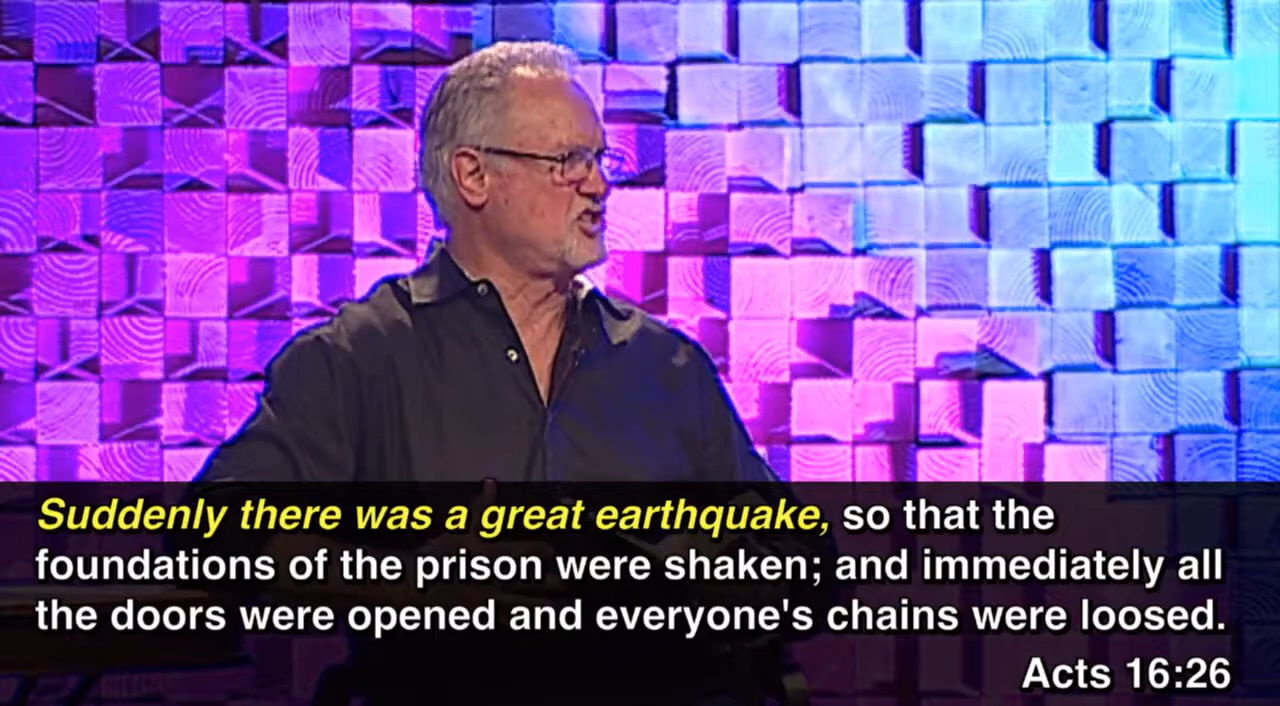 Suddenly there was a great earthquake, so that the
foundations of the prison were shaken; and immediately all
the doors were opened and everyone's chains were loosed.
Acts 16:26